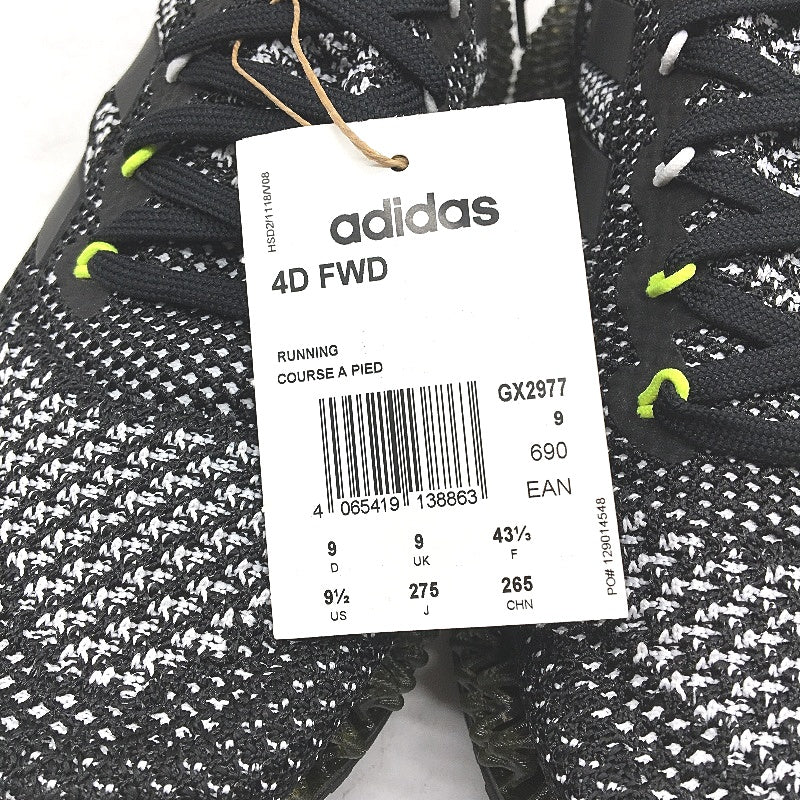 HSD2/1118/V08
adidas
4D FWD
RUNNING
COURSE A PIED
GX2977
9
690
EAN
4 065419 138863
9 9 43⅓
D UK F
9½ 275 265
US J CHN
PO# 129014548